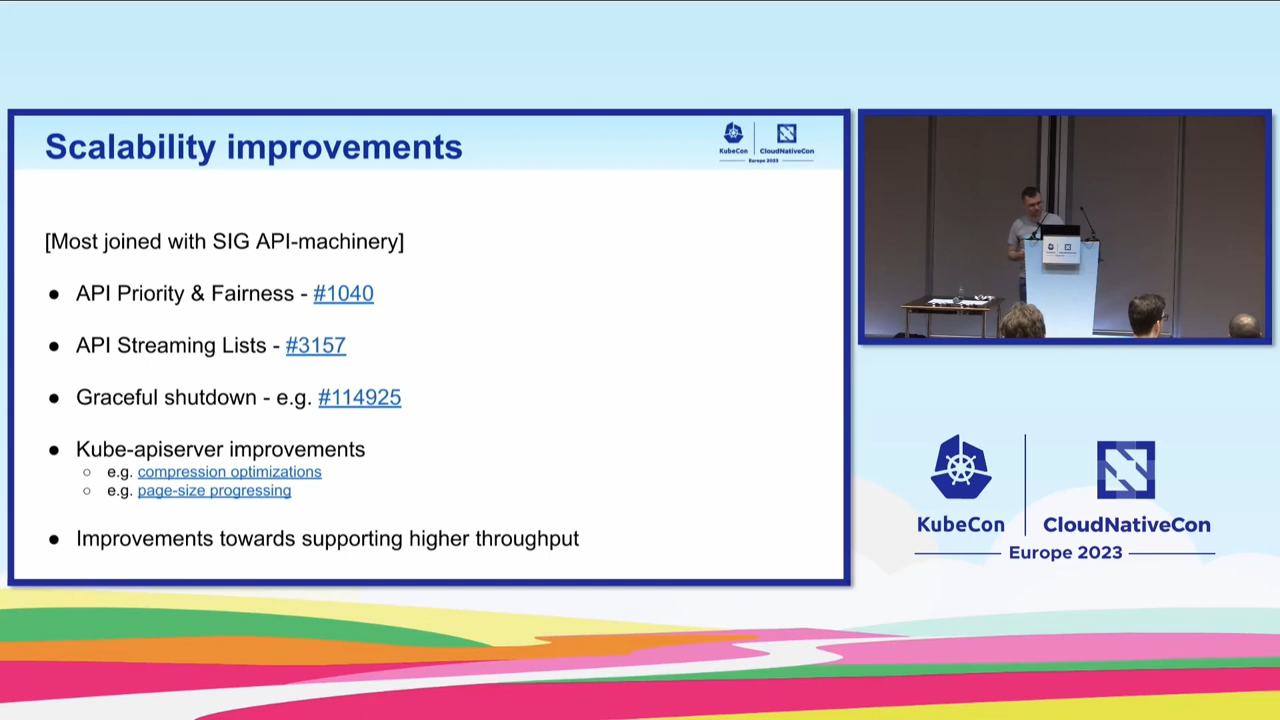 Scalability improvements
KubeCon
CloudNativeCon
Europe 2023
[Most joined with SIG API-machinery]
● API Priority & Fairness - #1040
● API Streaming Lists - #3157
● Graceful shutdown - e.g. #114925
● Kube-apiserver improvements
○ e.g. compression optimizations
○ e.g. page-size progressing
● Improvements towards supporting higher throughput
KubeCon
CloudNativeCon
Europe 2023